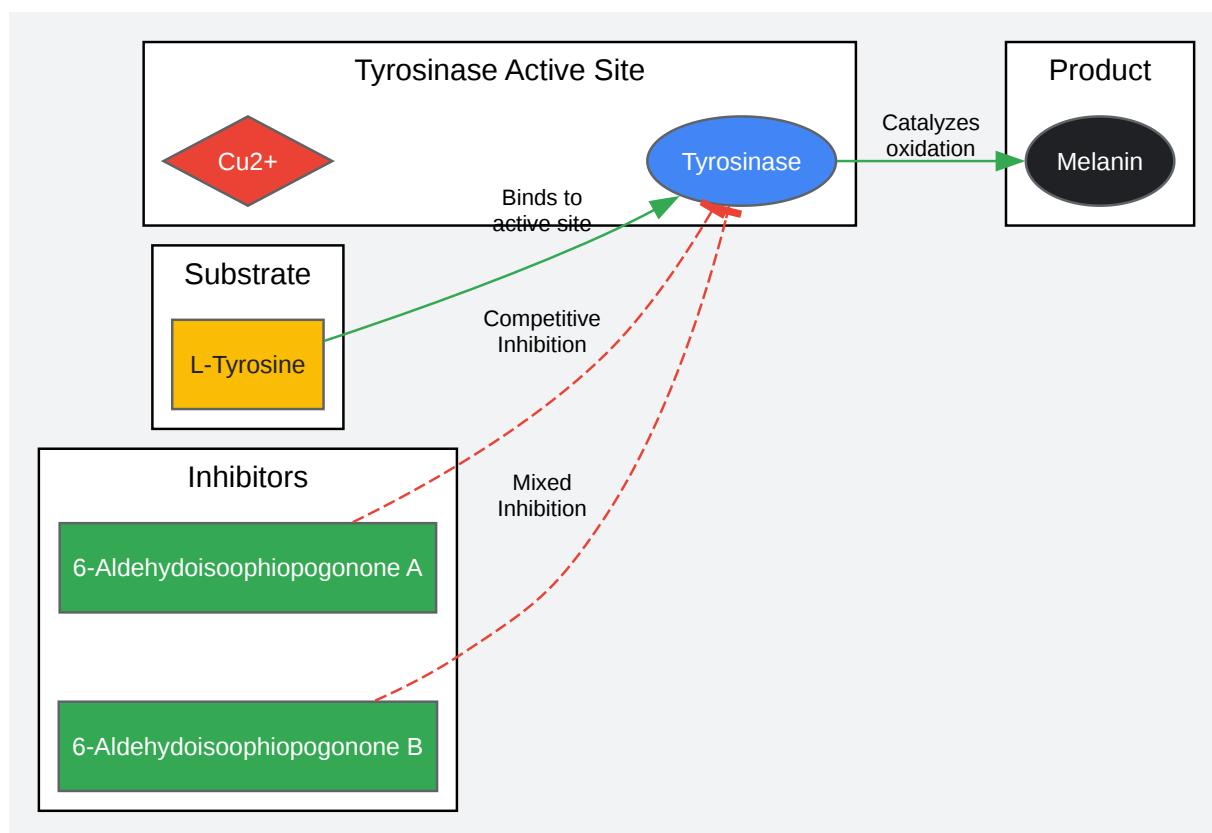 Tyrosinase Active Site
Product
Cu2+
Tyrosinase
Catalyzes
oxidation
Melanin
Binds to
active site
Substrate
L-Tyrosine
Competitive
Inhibition
Inhibitors
Mixed
Inhibition
6-Aldehydoisoophiopogonone A
6-Aldehydoisoophiopogonone B